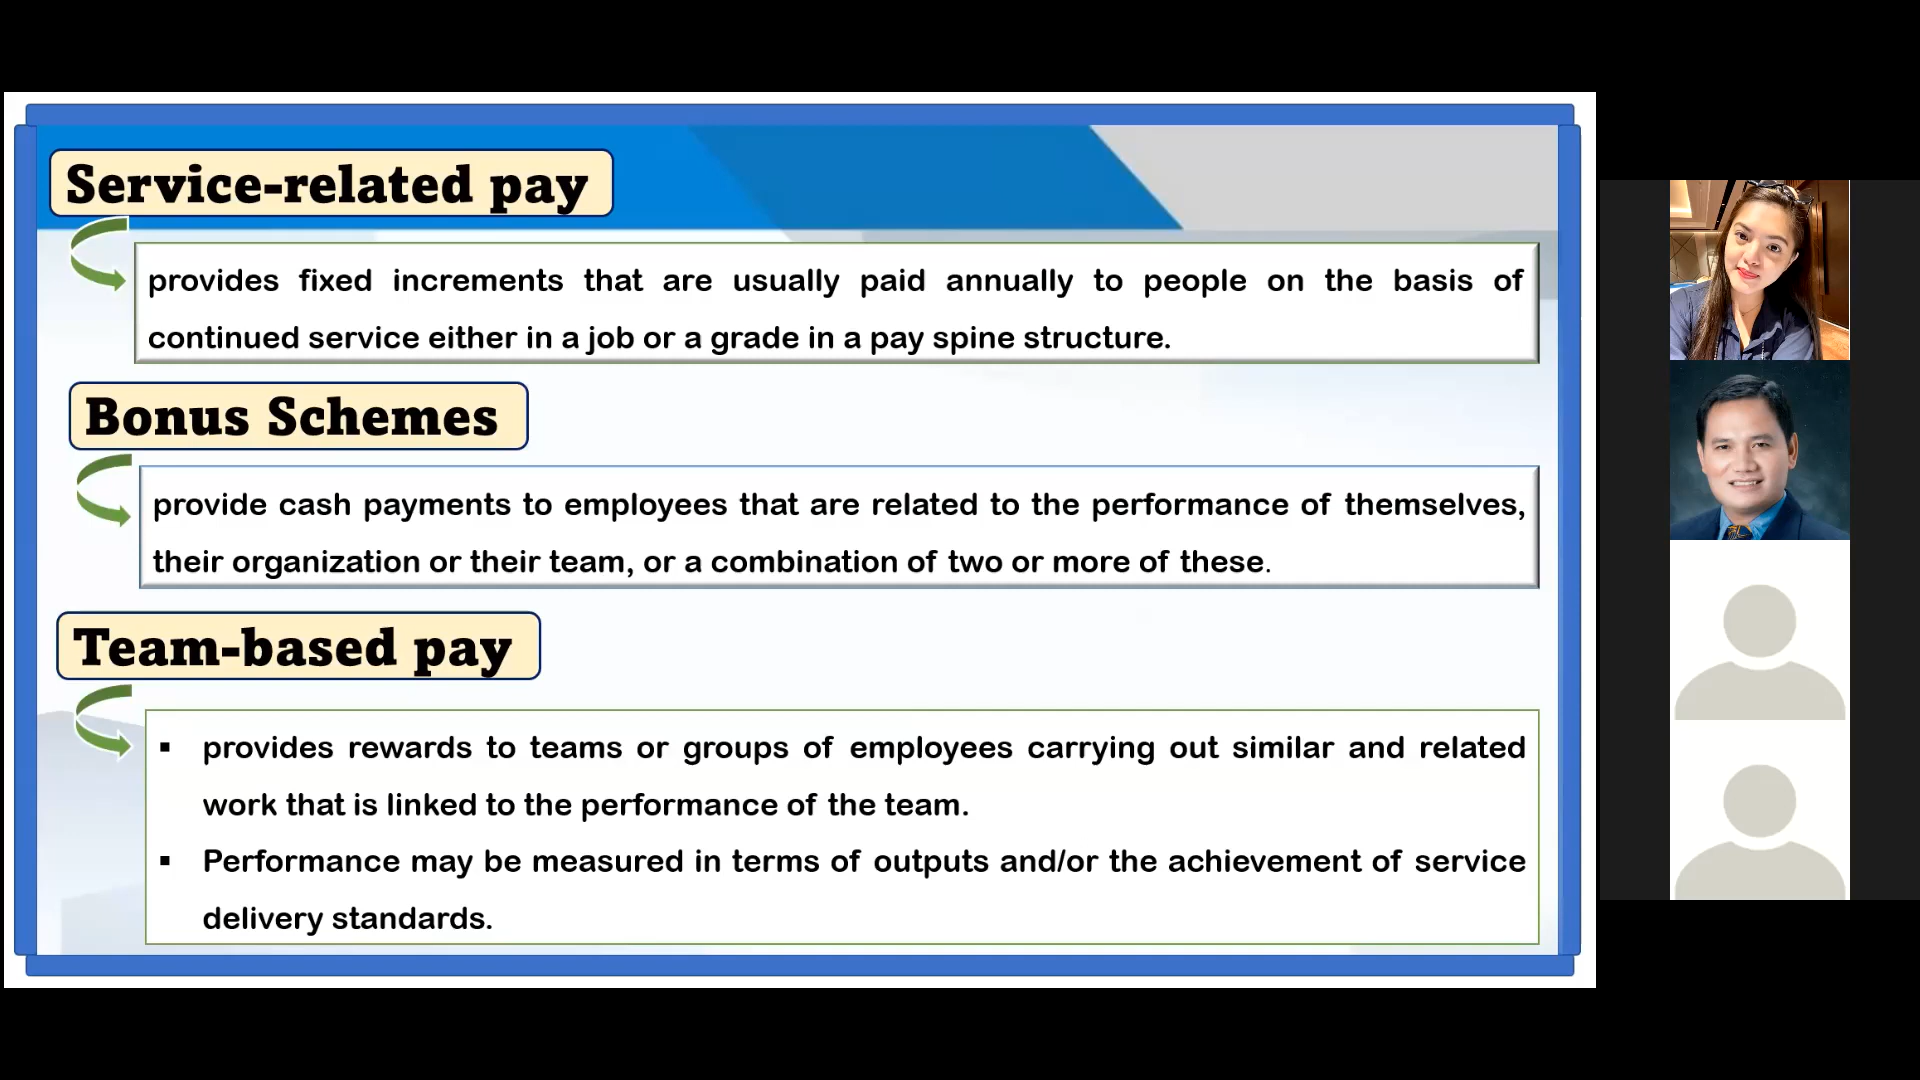 Service-related pay
provides fixed increments that are usually paid annually to people on the basis of
continued service either in a job or a grade in a pay spine structure.
Bonus Schemes
provide cash payments to employees that are related to the performance of themselves,
their organization or their team, or a combination of two or more of these.
Team-based pay
▪ provides rewards to teams or groups of employees carrying out similar and related
work that is linked to the performance of the team.
▪ Performance may be measured in terms of outputs and/or the achievement of service
delivery standards.